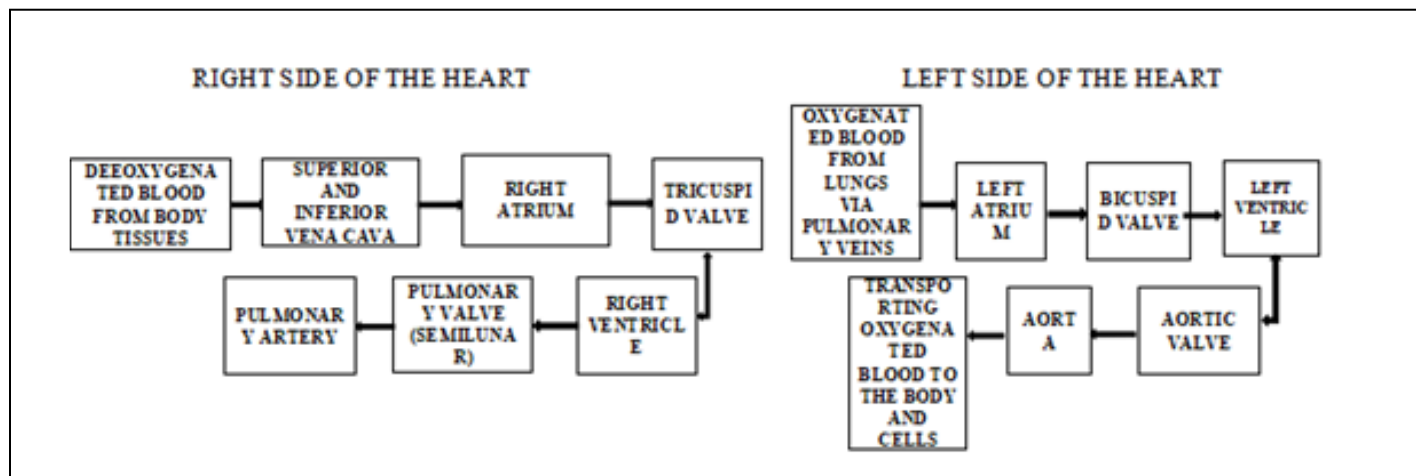 RIGHT SIDE OF THE HEART
DEEOXYGENA
TED BLOOD
FROM BODY
TISSUES
SUPERIOR
AND
INFERIOR
VENA CAVA
RIGHT
ATRIUM
TRICUSPI
D VALVE
RIGHT
VENTRICL
E
PULMONAR
Y VALVE
(SEMILUNA
R)
PULMONAR
Y ARTERY
LEFT SIDE OF THE HEART
OXYGENAT
ED BLOOD
FROM
LUNGS
VIA
PULMONAR
Y VEINS
LEFT
ATRIU
M
BICUSPI
D VALVE
LEFT
VENTRIC
LE
AORTIC
VALVE
AORT
A
TRANSPO
RTING
OXYGENA
TED
BLOOD TO
THE BODY
AND
CELLS